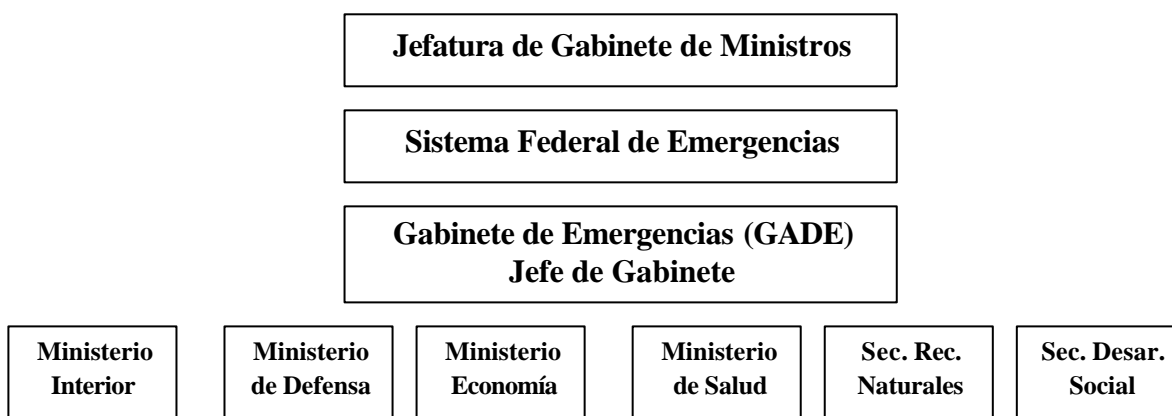 Jefatura de Gabinete de Ministros
Sistema Federal de Emergencias
Gabinete de Emergencias (GADE)
Jefe de Gabinete
Ministerio
Interior
Ministerio
de Defensa
Ministerio
Economía
Ministerio
de Salud
Sec. Rec.
Naturales
Sec. Desar.
Social